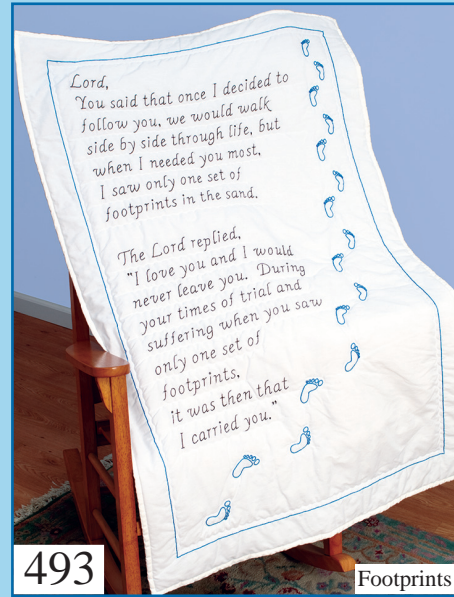 Lord,
You said that once I decided to
follow you, we would walk
side by side through life, but
when I needed you most,
I saw only one set of
footprints in the sand.
The Lord replied,
"I love you and I would
never leave you. During
your times of trial and
suffering when you saw
only one set of
footprints,
it was then that
I carried you."
493
Footprints